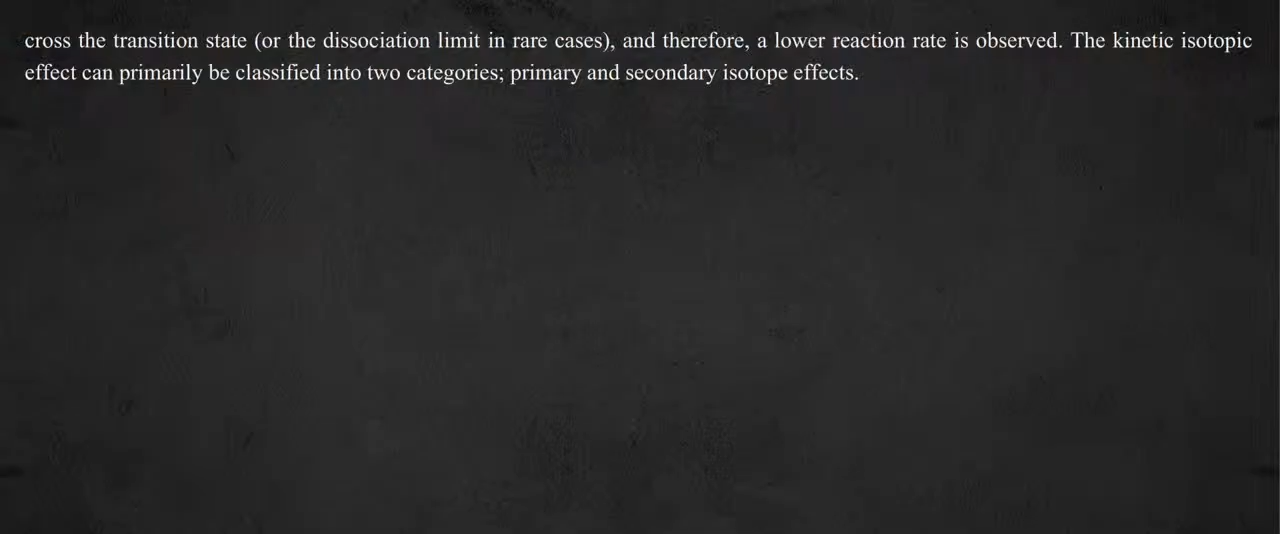 cross the transition state (or the dissociation limit in rare cases), and therefore, a lower reaction rate is observed. The kinetic isotopic
effect can primarily be classified into two categories; primary and secondary isotope effects.